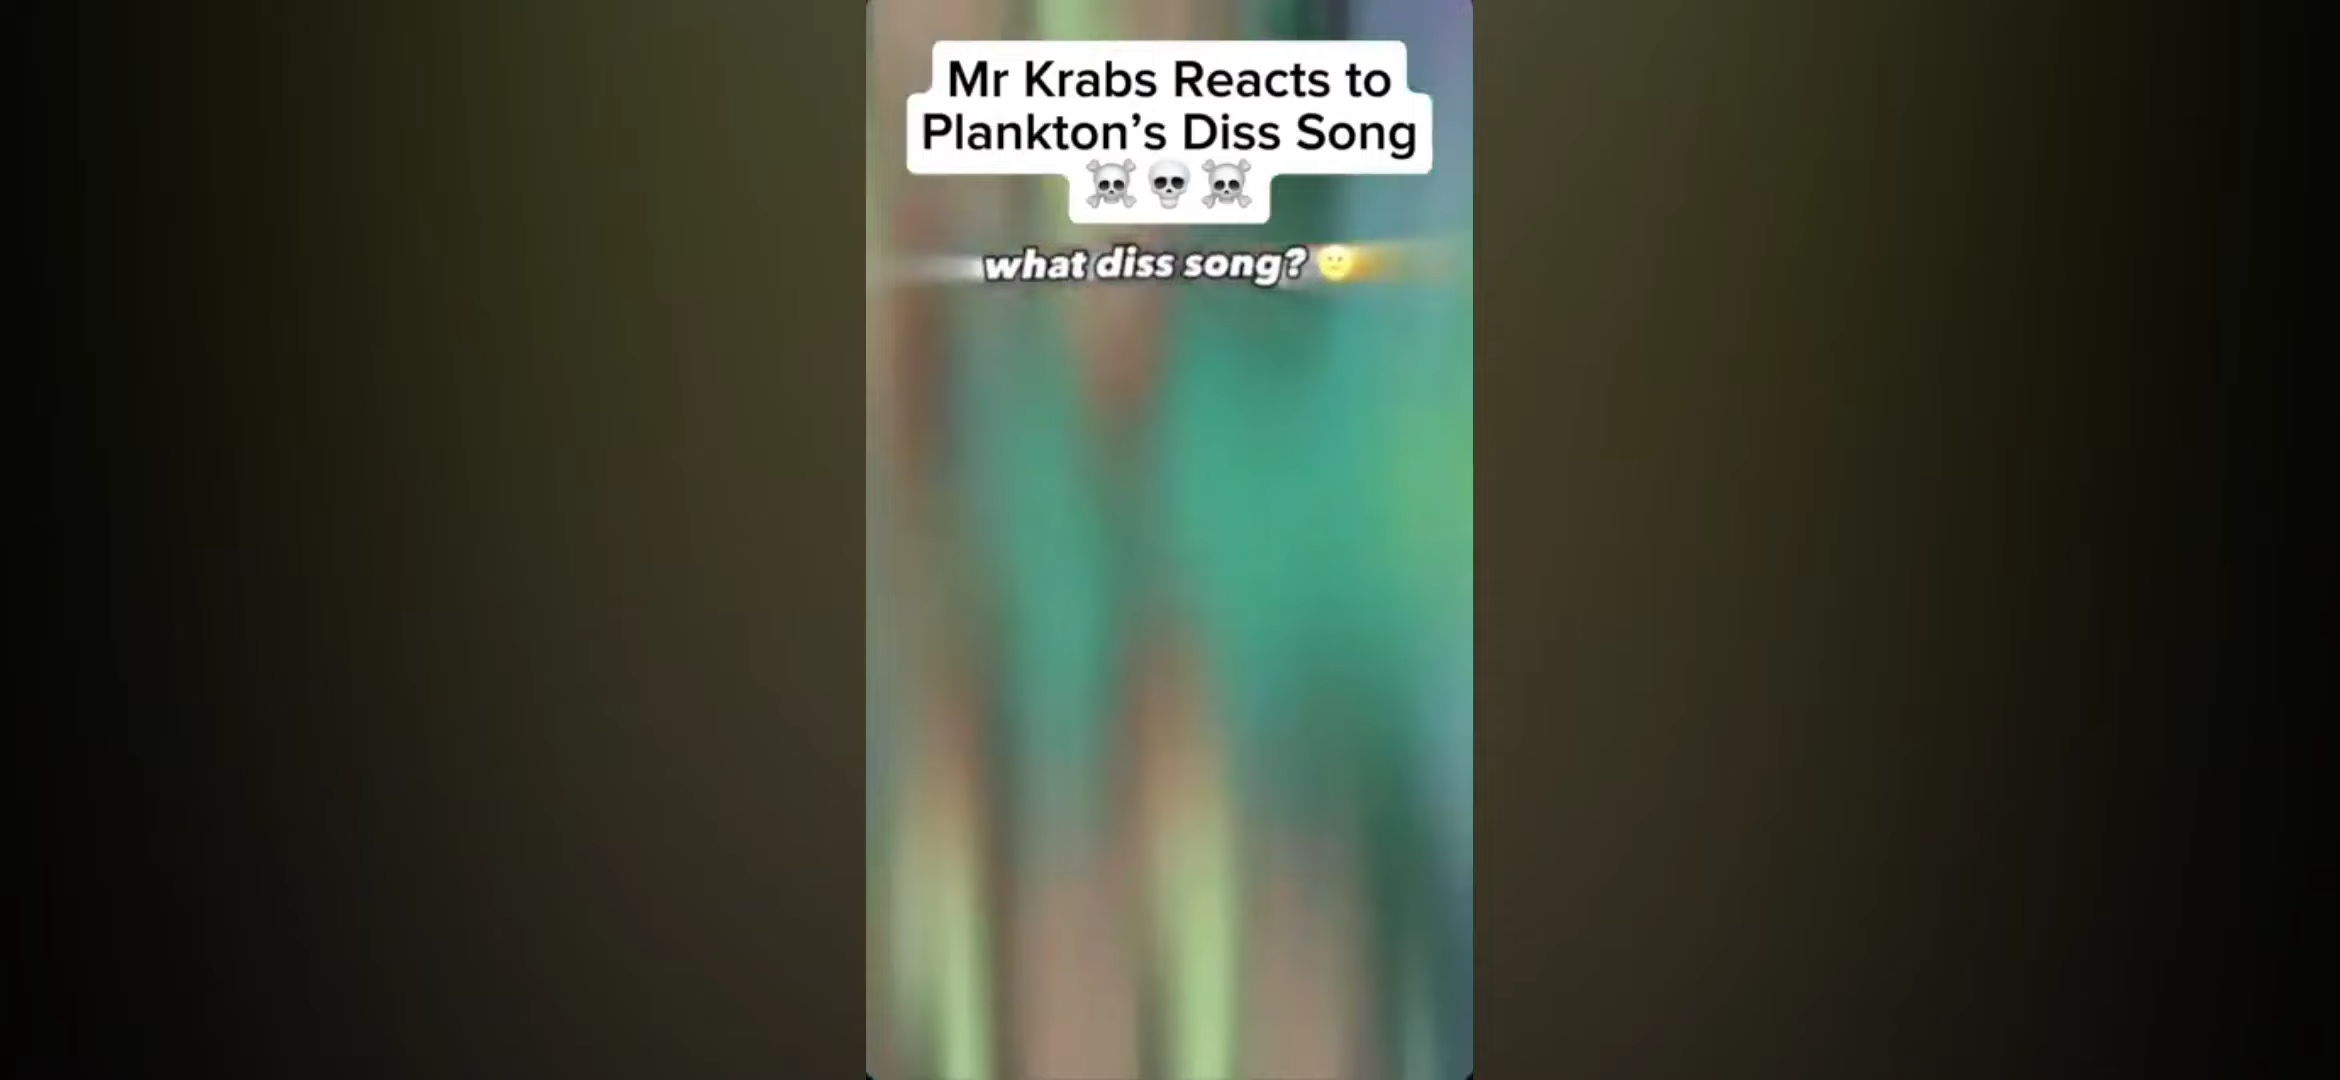 Mr Krabs Reacts to
Plankton’s Diss Song
☠️💀☠️
what diss song? 🙂